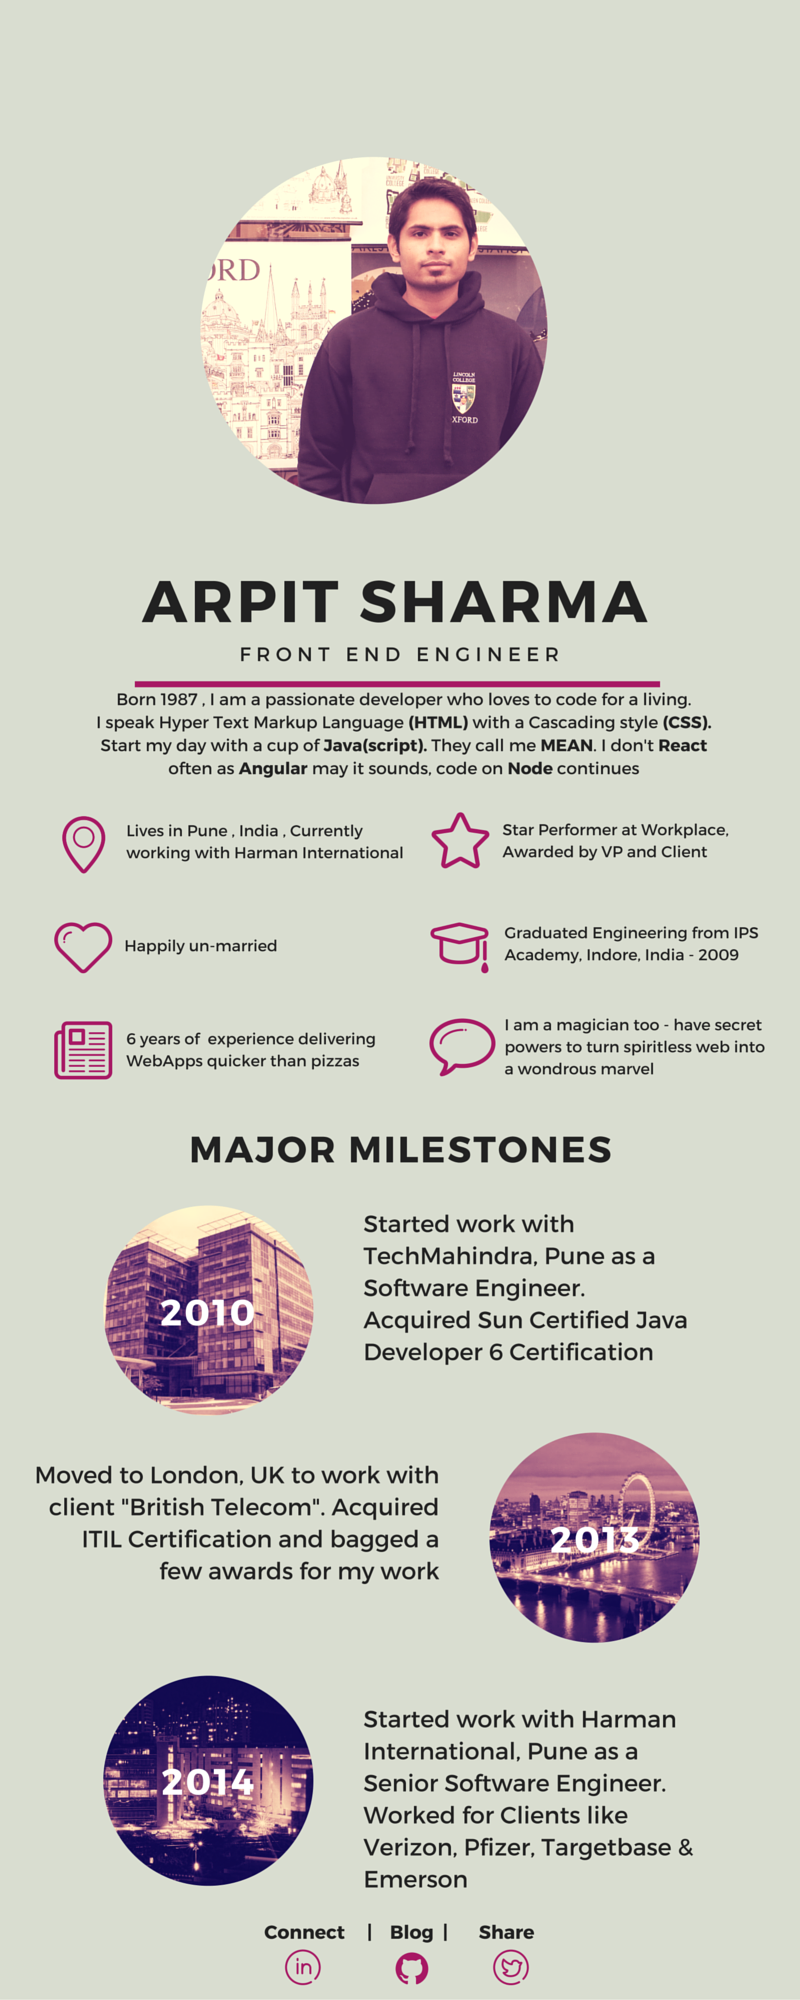 ORD
LINCOLN
COLLEGE
XFORD
ARPIT SHARMA
FRONT END ENGINEER
Born 1987 , I am a passionate developer who loves to code for a living.
I speak Hyper Text Markup Language (HTML) with a Cascading style (CSS).
Start my day with a cup of Java(script). They call me MEAN. I don't React
often as Angular may it sounds, code on Node continues
Lives in Pune , India , Currently
working with Harman International
Star Performer at Workplace,
Awarded by VP and Client
Happily un-married
Graduated Engineering from IPS
Academy, Indore, India - 2009
6 years of  experience delivering
WebApps quicker than pizzas
I am a magician too - have secret
powers to turn spiritless web into
a wondrous marvel
MAJOR MILESTONES
2010
Started work with
TechMahindra, Pune as a
Software Engineer.
Acquired Sun Certified Java
Developer 6 Certification
Moved to London, UK to work with
client "British Telecom". Acquired
ITIL Certification and bagged a
few awards for my work
2013
2014
Started work with Harman
International, Pune as a
Senior Software Engineer.
Worked for Clients like
Verizon, Pfizer, Targetbase &
Emerson
Connect | Blog | Share
in